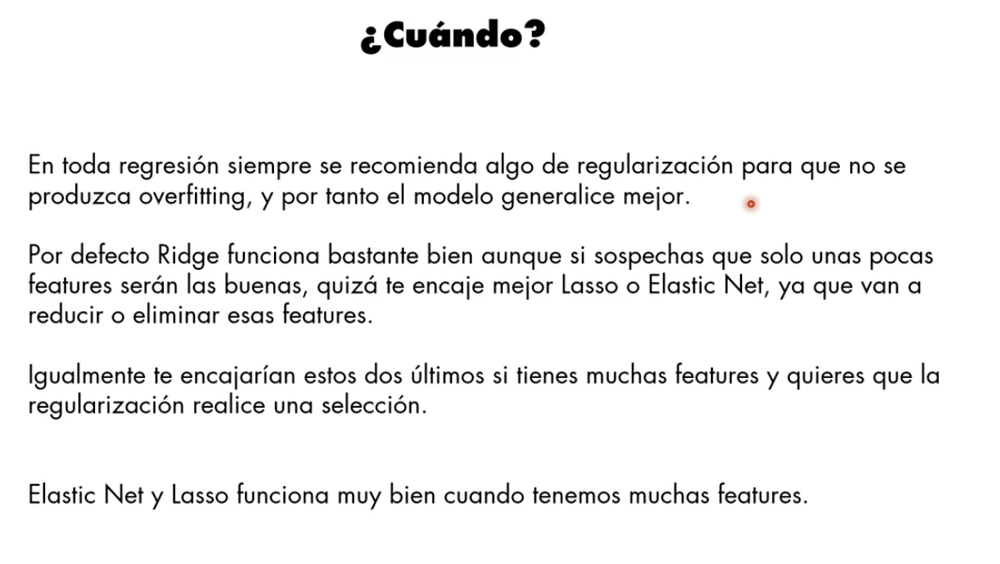 ¿Cuándo?
En toda regresión siempre se recomienda algo de regularización para que no se
produzca overfitting, y por tanto el modelo generalice mejor.
Por defecto Ridge funciona bastante bien aunque si sospechas que solo unas pocas
features serán las buenas, quizá te encaje mejor Lasso o Elastic Net, ya que van a
reducir o eliminar esas features.
Igualmente te encajarían estos dos últimos si tienes muchas features y quieres que la
regularización realice una selección.
Elastic Net y Lasso funciona muy bien cuando tenemos muchas features.